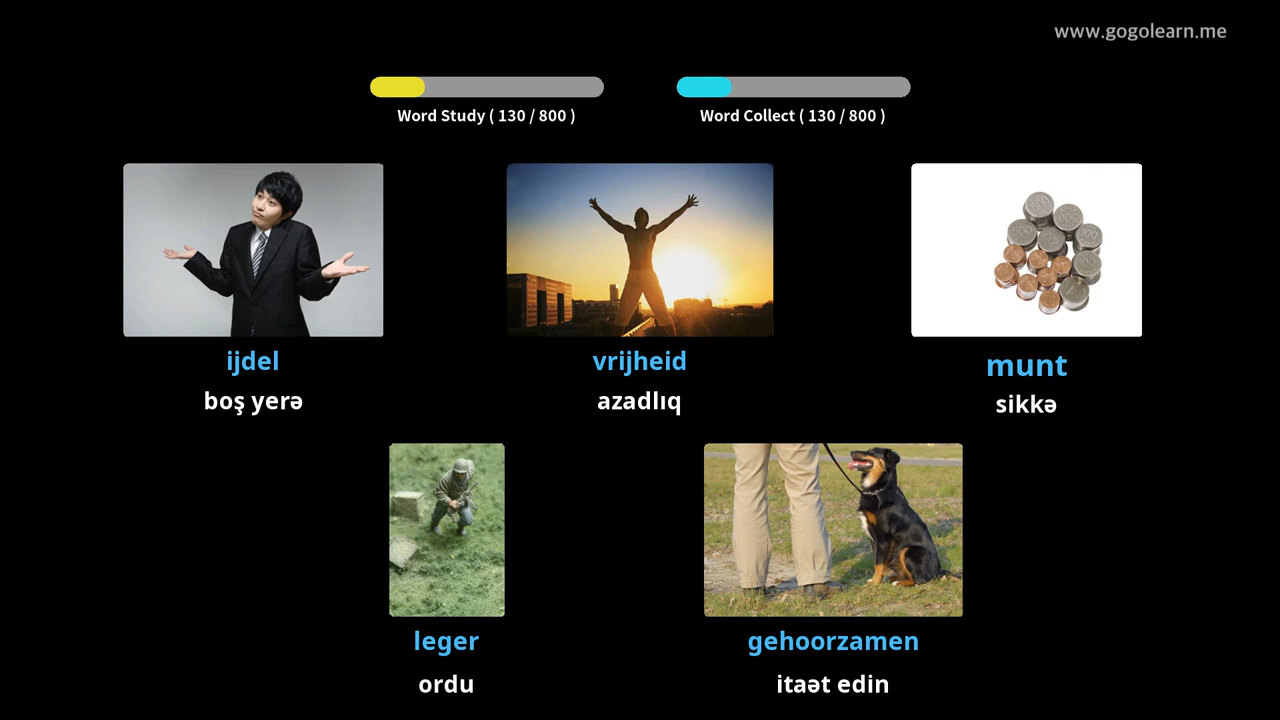 www.gogolearn.me
Word Study ( 130 / 800 )
Word Collect ( 130 / 800 )
ijdel
boş yerə
vrijheid
azadlıq
munt
sikkə
leger
ordu
gehoorzamen
itaət edin